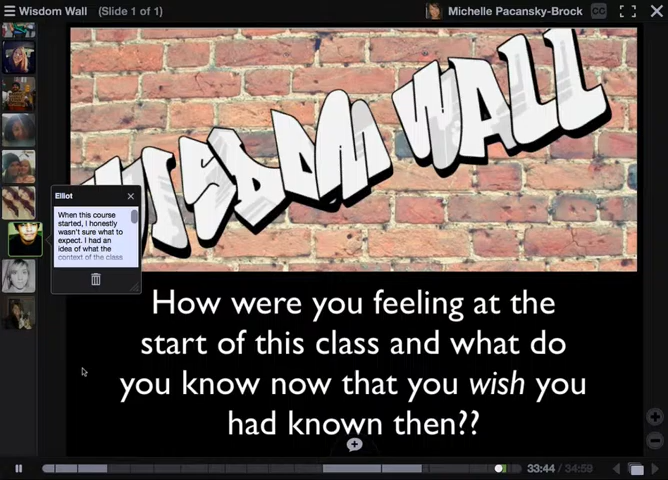 Wisdom Wall (Slide 1 of 1)
Michelle Pacansky-Brock CC
WISDOM WALL
Elliot
When this course
started, I honestly
wasn't sure what to
expect. I had an
idea of what the
context of the class
How were you feeling at the
start of this class and what do
you know now that you wish you
had known then??
33:44 / 34:59